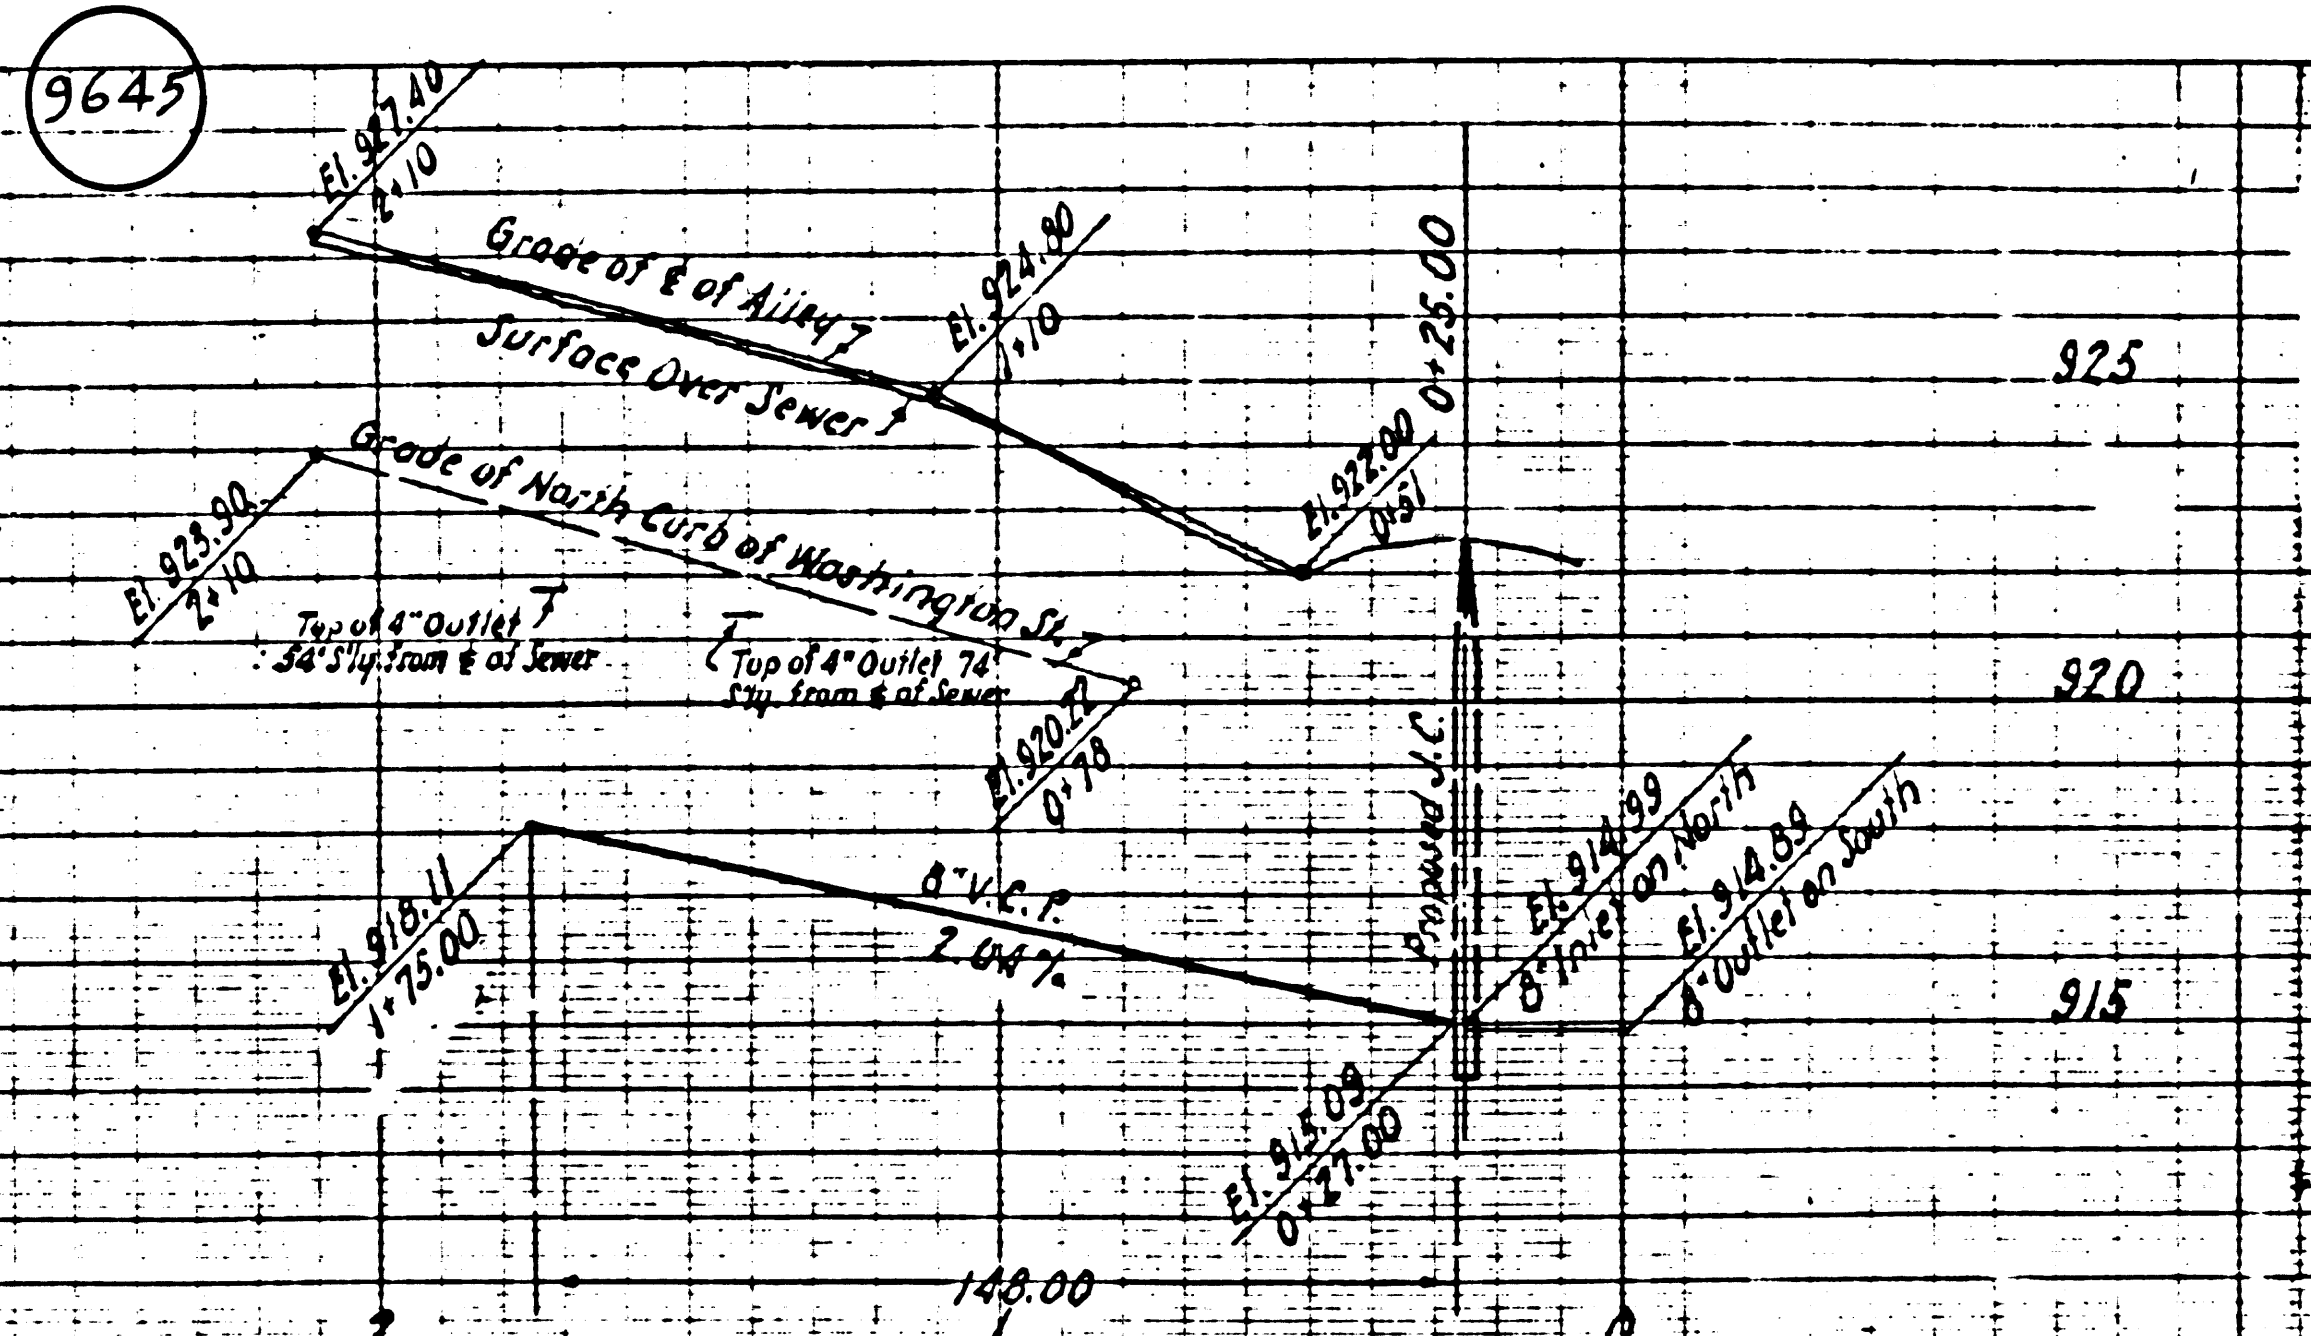 9645
El. 927.40
2+10
Grade of ℄ of Alley
Surface Over Sewer
El. 924.80
1+10
0+25.00
925
El. 922.00
0+51
Grade of North Curb of Washington St.
El. 923.90
2+10
Top of 4" Outlet
54' S'ly. from ℄ of Sewer
Top of 4" Outlet 74'
S'ly. from ℄ of Sewer
920
El. 920.22
0+78
Proposed J.C.
El. 914.99
8" Inlet on North
El. 914.89
8" Outlet on South
El. 918.11
1+75.00
8" V.C.P.
2.04%
915
El. 915.09
0+27.00
148.00
2
1
0